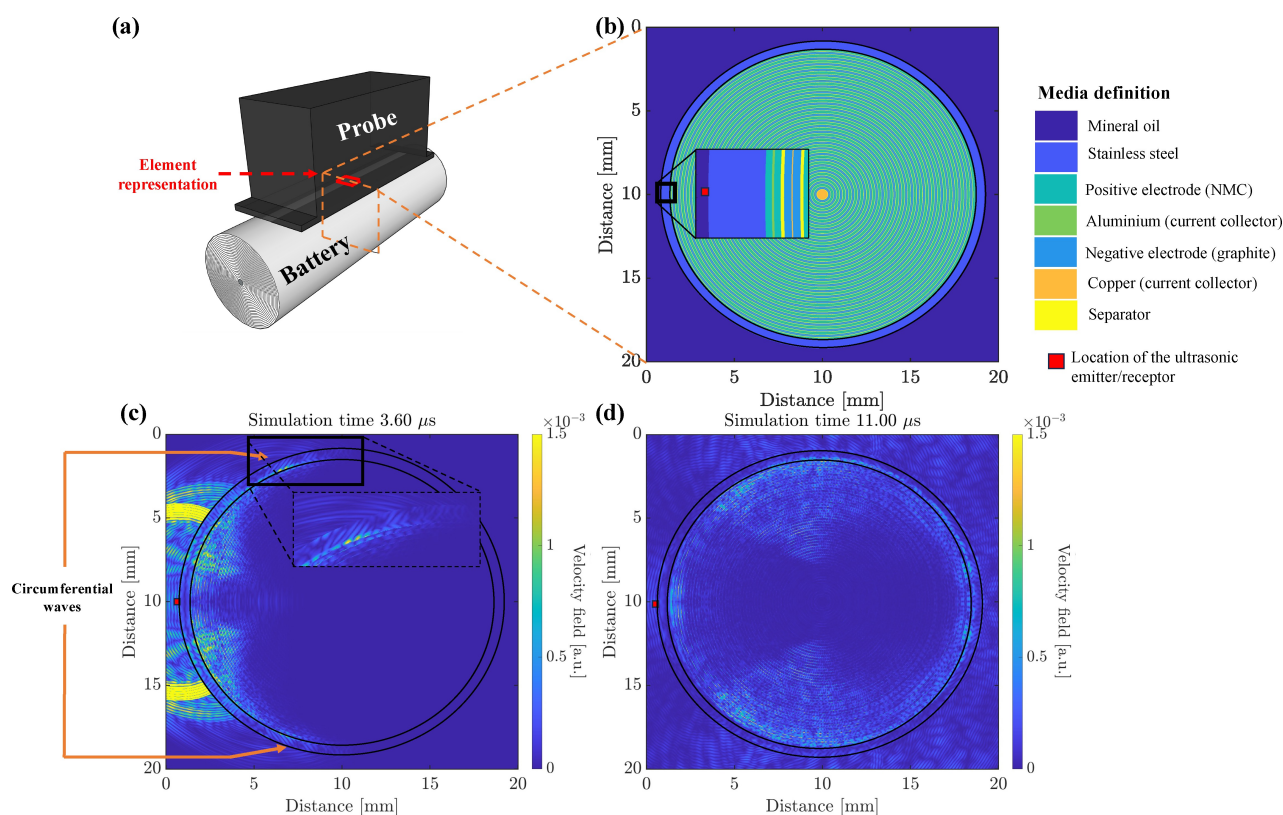 (a)
Probe
Element
representation
Battery
(b)
0
5
10
15
20
Distance [mm]
0
5
10
15
20
Distance [mm]
Media definition
Mineral oil
Stainless steel
Positive electrode (NMC)
Aluminium (current collector)
Negative electrode (graphite)
Copper (current collector)
Separator
Location of the ultrasonic
emitter/receptor
(c)
Simulation time 3.60 μs
0
5
10
15
20
Distance [mm]
0
5
10
15
20
Distance [mm]
×10⁻³
1.5
1
0.5
0
Velocity field [a.u.]
Circumferential
waves
(d)
Simulation time 11.00 μs
0
5
10
15
20
Distance [mm]
0
5
10
15
20
Distance [mm]
×10⁻³
1.5
1
0.5
0
Velocity field [a.u.]